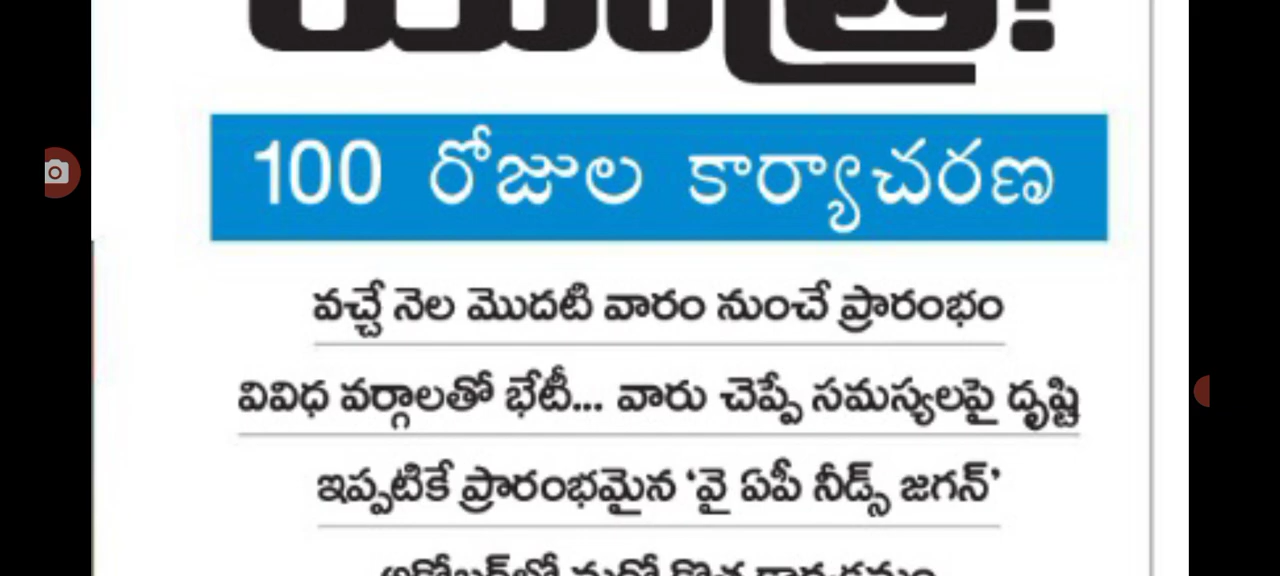 100 రోజుల కార్యాచరణ
వచ్చే నెల మొదటి వారం నుంచే ప్రారంభం
వివిధ వర్గాలతో భేటీ... వారు చెప్పే సమస్యలపై దృష్టి
ఇప్పటికే ప్రారంభమైన ‘వై ఏపీ నీడ్స్ జగన్’